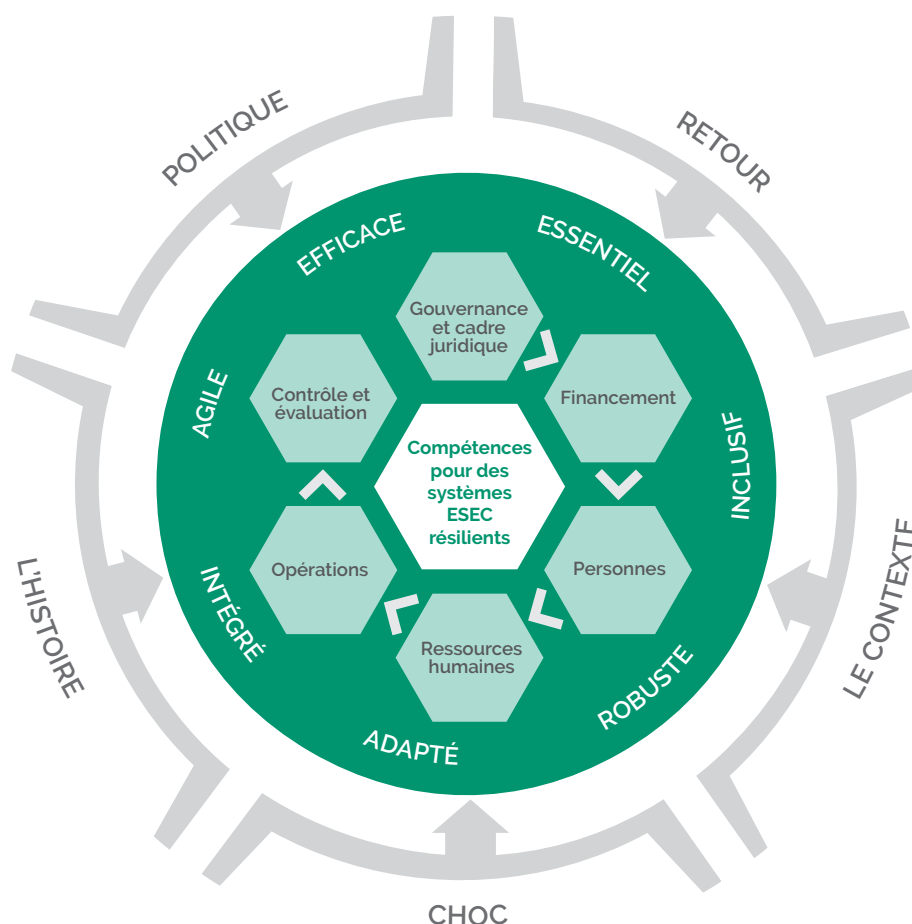 POLITIQUE
RETOUR
EFFICACE
ESSENTIEL
Gouvernance
et cadre
juridique
AGILE
Contrôle et
évaluation
Financement
INCLUSIF
Compétences
pour des
systèmes
ESEC
résilients
Opérations
Personnes
INTÉGRÉ
L'HISTOIRE
LE CONTEXTE
Ressources
humaines
ROBUSTE
ADAPTÉ
CHOC